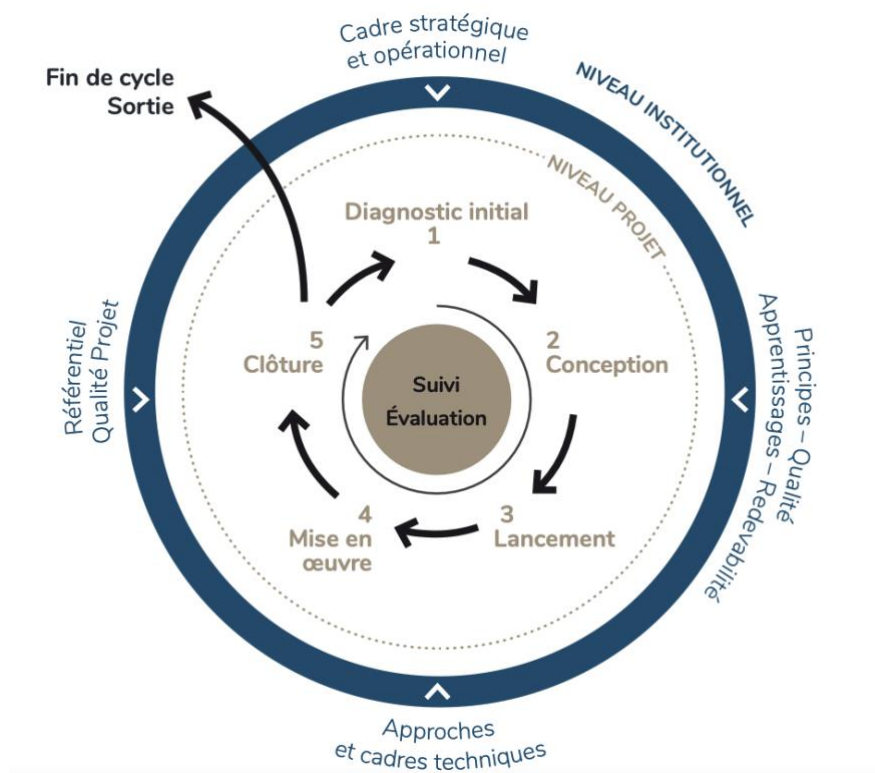 Cadre stratégique
et opérationnel
NIVEAU INSTITUTIONNEL
Fin de cycle
Sortie
NIVEAU PROJET
Diagnostic initial
1
2
Conception
3
Lancement
4
Mise en
œuvre
5
Clôture
Suivi
Évaluation
Référentiel
Qualité Projet
Principes – Qualité
Apprentissages – Redevabilité
Approches
et cadres techniques